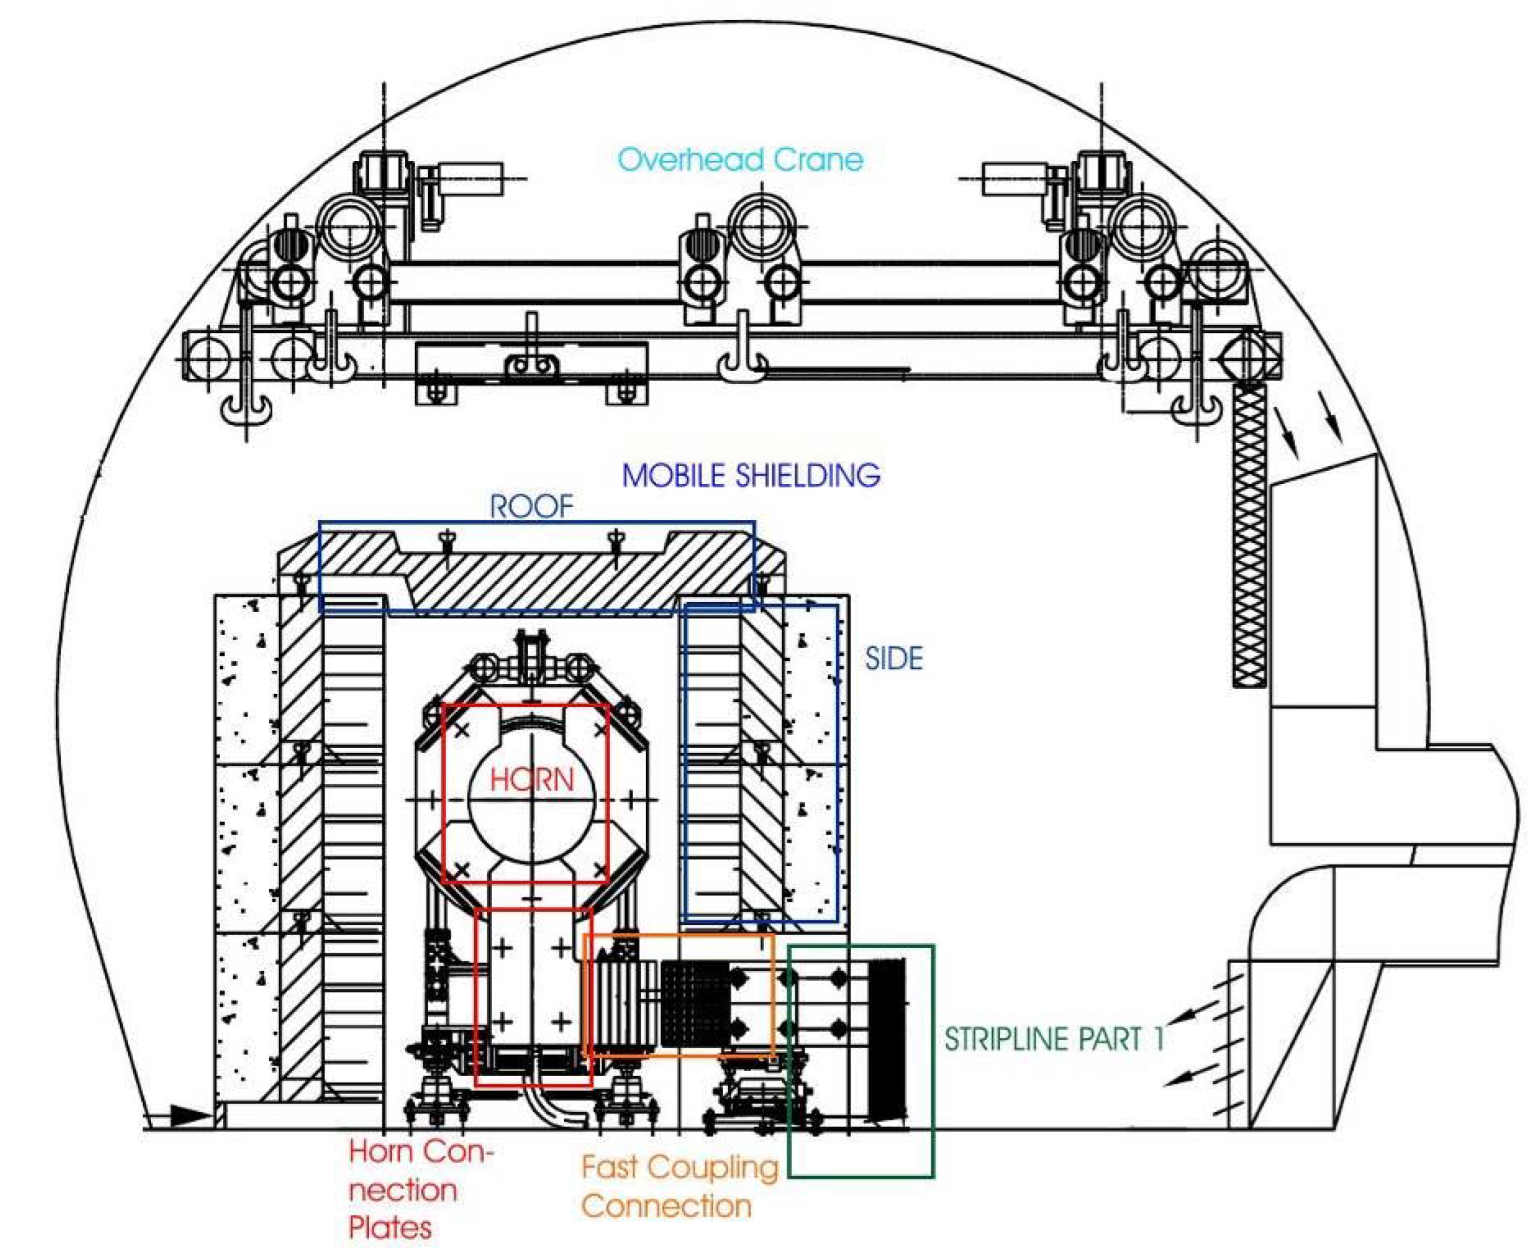 Overhead Crane
MOBILE SHIELDING
ROOF
SIDE
HORN
STRIPLINE PART 1
Horn Con-
nection
Plates
Fast Coupling
Connection